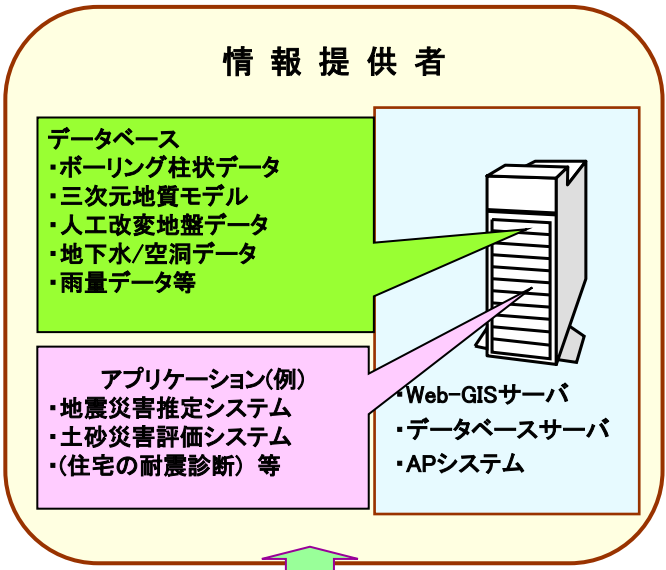 情報提供者
データベース
・ボーリング柱状データ
・三次元地質モデル
・人工改変地盤データ
・地下水/空洞データ
・雨量データ等
アプリケーション(例)
・地震災害推定システム
・土砂災害評価システム
・(住宅の耐震診断) 等
・Web-GISサーバ
・データベースサーバ
・APシステム